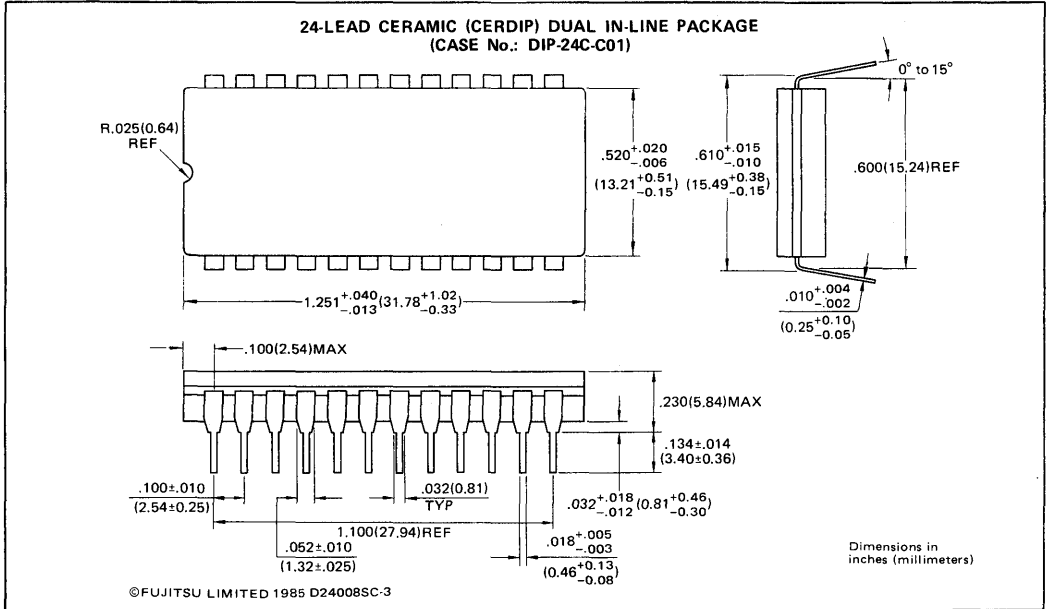 24-LEAD CERAMIC (CERDIP) DUAL IN-LINE PACKAGE
(CASE No.: DIP-24C-C01)
0° to 15°
R.025(0.64)
REF
.520+.020
-.006
(13.21+0.51
-0.15)
.610+.015
-.010
(15.49+0.38
-0.15)
.600(15.24)REF
1.251+.040
-.013(31.78+1.02
-0.33)
.010+.004
-.002
(0.25+0.10
-0.05)
.100(2.54)MAX
.230(5.84)MAX
.134±.014
(3.40±0.36)
.100±.010
(2.54±0.25)
.032(0.81)
TYP
.032+.018
-.012(0.81+0.46
-0.30)
1.100(27.94)REF
.052±.010
(1.32±.025)
.018+.005
-.003
(0.46+0.13
-0.08)
Dimensions in
inches (millimeters)
©FUJITSU LIMITED 1985 D24008SC-3